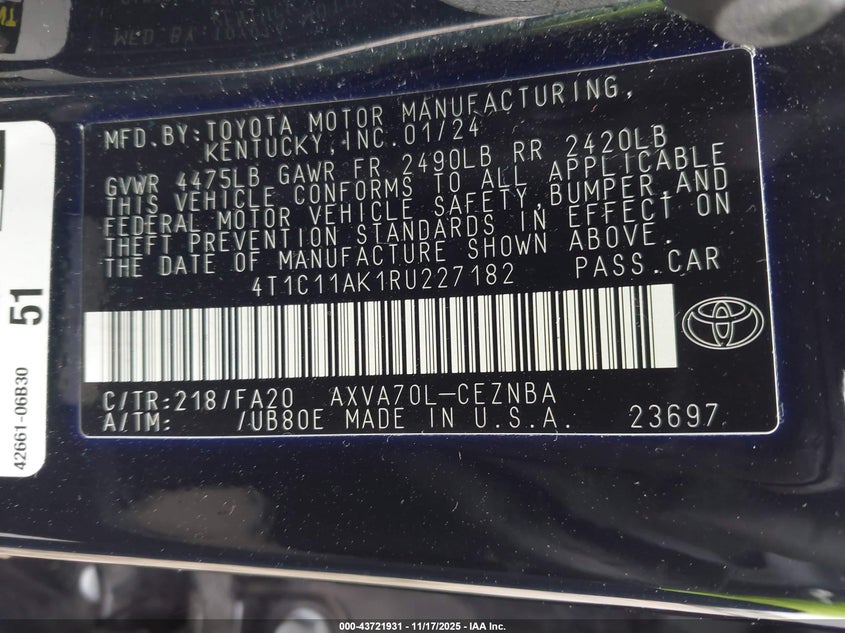 MFD.BY:TOYOTA MOTOR MANUFACTURING,
KENTUCKY,INC.01/24
GVWR 4475LB GAWR FR 2490LB RR 2420LB
THIS VEHICLE CONFORMS TO ALL APPLICABLE
FEDERAL MOTOR VEHICLE SAFETY,BUMPER,AND
THEFT PREVENTION STANDARDS IN EFFECT ON
THE DATE OF MANUFACTURE SHOWN ABOVE.
4T1C11AK1RU227182 PASS.CAR
C/TR:218/FA20 AXVA70L-CEZNBA
A/TM: /UB80E MADE IN U.S.A. 23697
51
42661-06B30
000-43721931 - 11/17/2025 - IAA Inc.